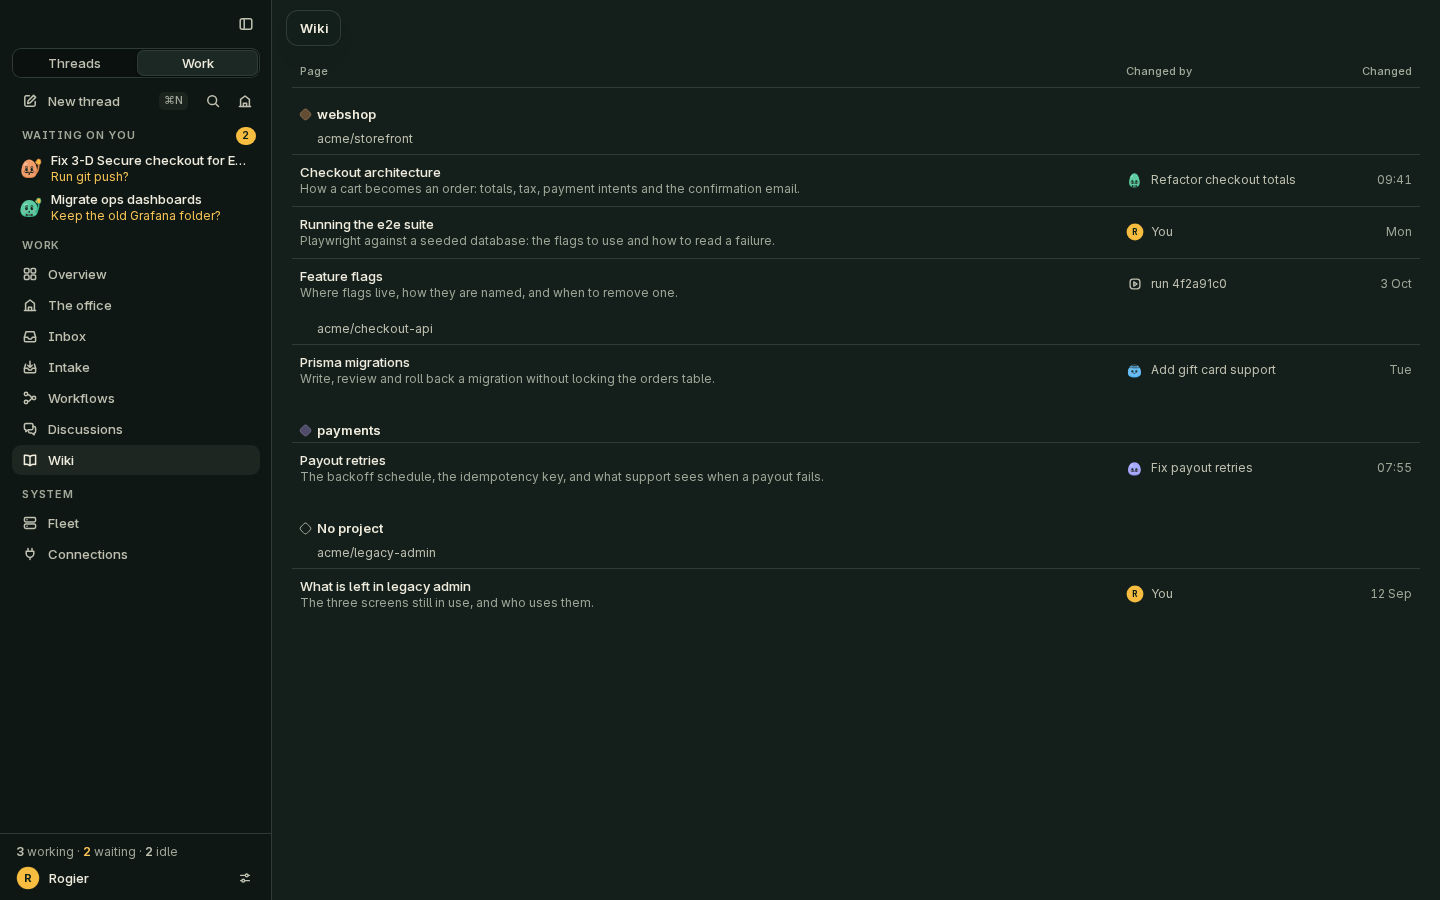 Threads
Work
New thread
⌘N
WAITING ON YOU
2
Fix 3-D Secure checkout for E...
Run git push?
Migrate ops dashboards
Keep the old Grafana folder?
WORK
Overview
The office
Inbox
Intake
Workflows
Discussions
Wiki
SYSTEM
Fleet
Connections
3 working · 2 waiting · 2 idle
R
Rogier
Wiki
Page
Changed by
Changed
webshop
acme/storefront
Checkout architecture
How a cart becomes an order: totals, tax, payment intents and the confirmation email.
Refactor checkout totals
09:41
Running the e2e suite
Playwright against a seeded database: the flags to use and how to read a failure.
R
You
Mon
Feature flags
Where flags live, how they are named, and when to remove one.
run 4f2a91c0
3 Oct
acme/checkout-api
Prisma migrations
Write, review and roll back a migration without locking the orders table.
Add gift card support
Tue
payments
Payout retries
The backoff schedule, the idempotency key, and what support sees when a payout fails.
Fix payout retries
07:55
No project
acme/legacy-admin
What is left in legacy admin
The three screens still in use, and who uses them.
R
You
12 Sep